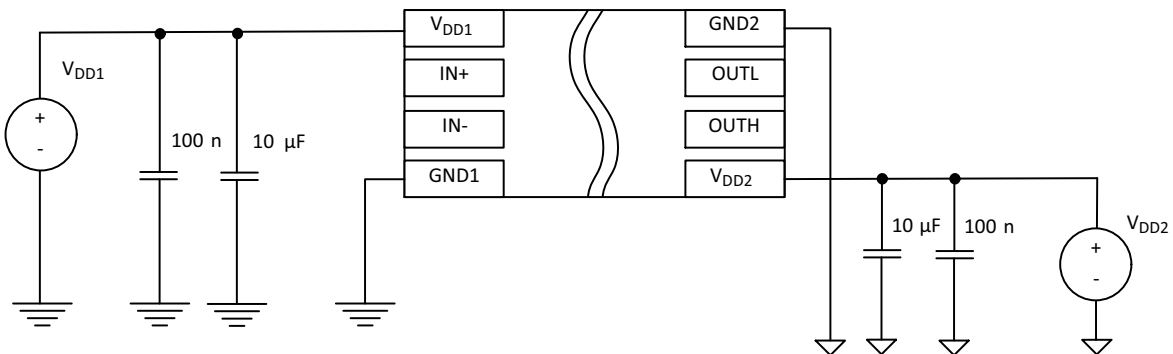 VDD1
+
-
100 n
10 µF
VDD1
IN+
IN-
GND1
GND2
OUTL
OUTH
VDD2
10 µF
100 n
+
-
VDD2